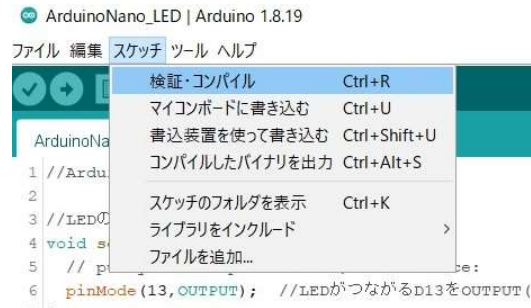 ArduinoNano_LED | Arduino 1.8.19
ファイル 編集 スケッチ ツール ヘルプ
検証・コンパイル Ctrl+R
マイコンボードに書き込む Ctrl+U
書込装置を使って書き込む Ctrl+Shift+U
コンパイルしたバイナリを出力 Ctrl+Alt+S
スケッチのフォルダを表示 Ctrl+K
ライブラリをインクルード
ファイルを追加...
ArduinoNa
1 //Ardu
2
3 //LEDの
4 void s
5 // p
6 pinMode(13,OUTPUT); //LEDがつながるD13をOUTPUT(